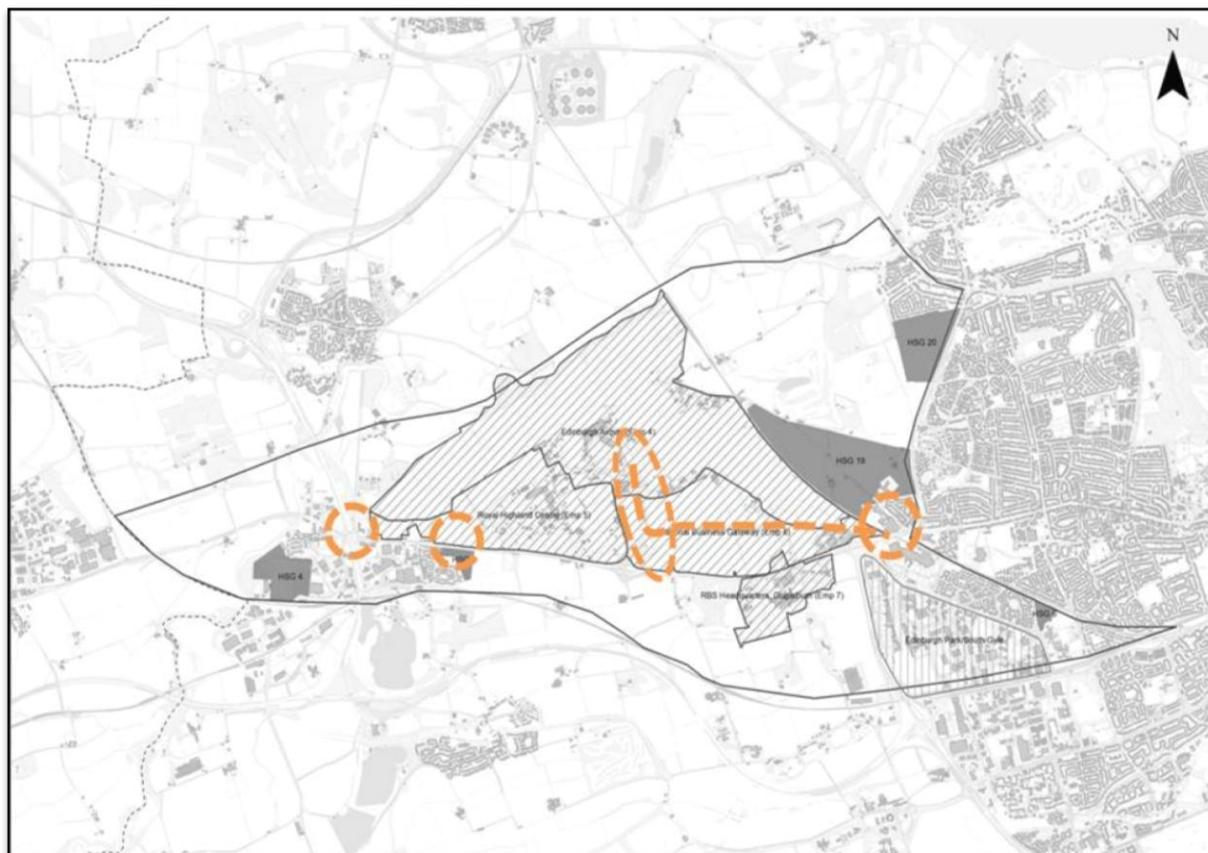 N
HSG 20
Edinburgh Airport (Emp 4)
HSG 19
Royal Highland Centre (Emp 5)
Business Gateway (Emp 6)
HSG 4
RBS Headquarters, Gogarburn (Emp 7)
Edinburgh Park/South Gyle